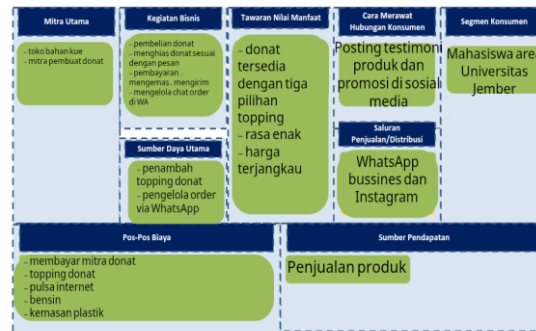 Mitra Utama
- toko bahan kue
- mitra pembuat donat
Kegiatan Bisnis
- pembelian donat
- menghias donat sesuai
dengan pesan
- pembayaran .
mengemas . mengirim
- mengelola chat order
di WA
Sumber Daya Utama
- penambah
topping donat
- pengelola order
via WhatsApp
Tawaran Nilai Manfaat
- donat
tersedia
dengan tiga
pilihan
topping
- rasa enak
- harga
terjangkau
Cara Merawat
Hubungan Konsumen
Posting testimoni
produk dan
promosi di sosial
media
Saluran
Penjualan/Distribusi
WhatsApp
bussines dan
Instagram
Segmen Konsumen
Mahasiswa area
Universitas
Jember
Pos-Pos Biaya
- membayar mitra donat
- topping donat
- pulsa internet
- bensin
- kemasan plastik
Sumber Pendapatan
Penjualan produk